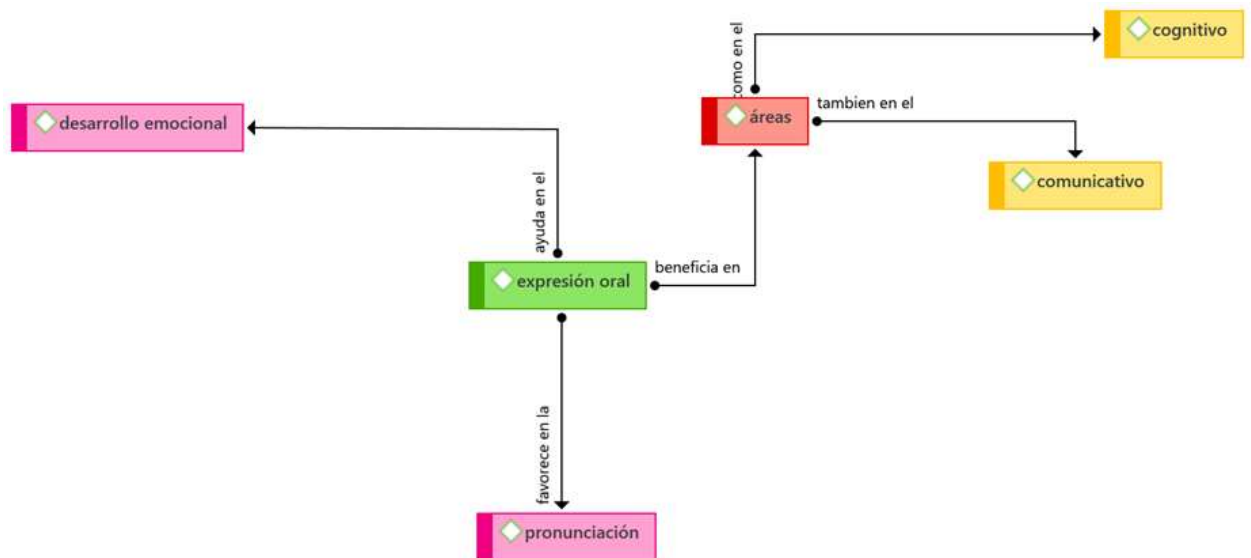 como en el
cognitivo
áreas
tambien en el
desarrollo emocional
comunicativo
ayuda en el
expresión oral
beneficia en
favorece en la
pronunciación